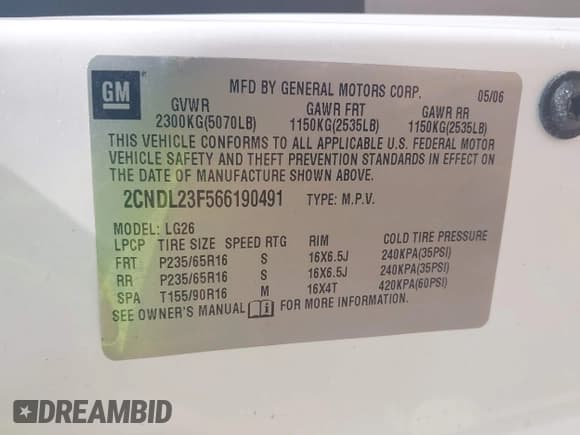 GM
MFD BY GENERAL MOTORS CORP. 05/06
GVWR GAWR FRT GAWR RR
2300KG(5070LB) 1150KG(2535LB) 1150KG(2535LB)
THIS VEHICLE CONFORMS TO ALL APPLICABLE U.S. FEDERAL MOTOR
VEHICLE SAFETY AND THEFT PREVENTION STANDARDS IN EFFECT ON
THE DATE OF MANUFACTURE SHOWN ABOVE.
2CNDL23F566190491 TYPE: M.P.V.
MODEL: LG26
LPCP TIRE SIZE SPEED RTG RIM COLD TIRE PRESSURE
FRT P235/65R16 S 16X6.5J 240KPA(35PSI)
RR P235/65R16 S 16X6.5J 240KPA(35PSI)
SPA T155/90R16 M 16X4T 420KPA(60PSI)
SEE OWNER'S MANUAL FOR MORE INFORMATION
DREAMBID